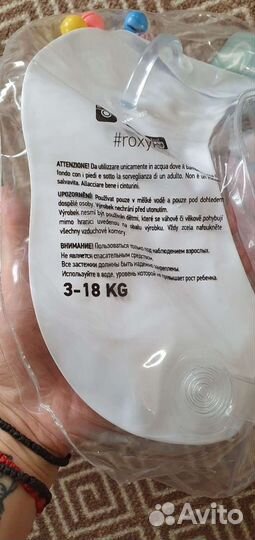 #roxy
ATTENZIONE! Da utilizzare unicamente in acqua dove il
fondo con i piedi e sotto la sorveglianza di un adulto. Non è un
salvavita. Allacciare bene i cinturini.
UPOZORNĚNÍ! Používat pouze v mělké vodě a pouze pod dohledem
dospělé osoby. Výrobek nechrání před utonutím.
Výrobek nesmí být používán dětmi, které se váhově či věkově pohybují
mimo hranici uvedenou na obalu výrobku. Vždy zcela nafoukněte
všechny vzduchové komory.
ВНИМАНИЕ! Пользоваться только под наблюдением взрослых.
Не является спасательным средством.
Все застежки должны быть надежно закреплены.
Используйте в воде, уровень которой не превышает рост ребенка.
3-18 KG
Avito